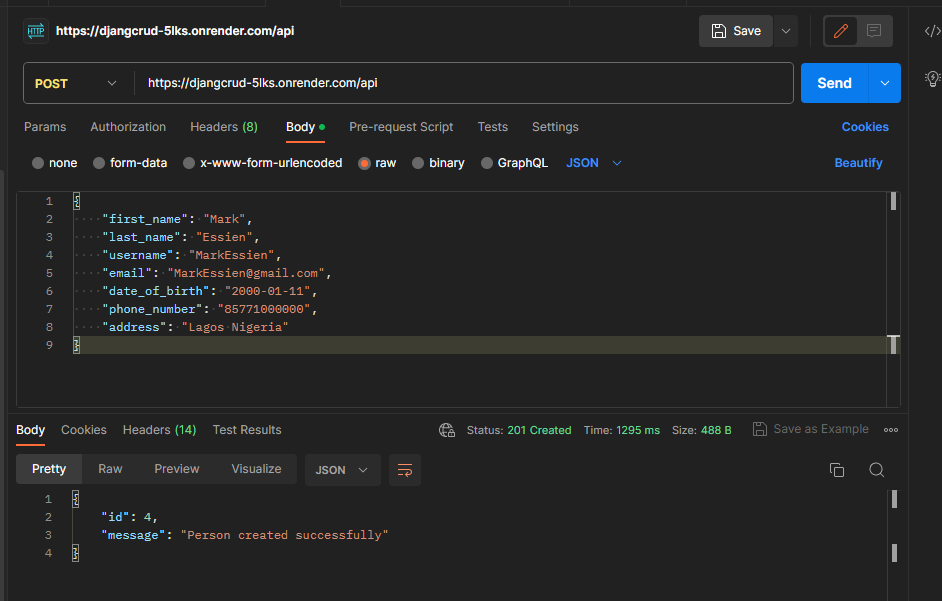 HTTP https://djangcrud-5lks.onrender.com/api Save
POST https://djangcrud-5lks.onrender.com/api Send
Params Authorization Headers (8) Body Pre-request Script Tests Settings Cookies
none form-data x-www-form-urlencoded raw binary GraphQL JSON Beautify
1 {
2 "first_name": "Mark",
3 "last_name": "Essien",
4 "username": "MarkEssien",
5 "email": "MarkEssien@gmail.com",
6 "date_of_birth": "2000-01-11",
7 "phone_number": "85771000000",
8 "address": "Lagos Nigeria"
9 }
Body Cookies Headers (14) Test Results Status: 201 Created Time: 1295 ms Size: 488 B Save as Example
Pretty Raw Preview Visualize JSON
1 {
2 "id": 4,
3 "message": "Person created successfully"
4 }